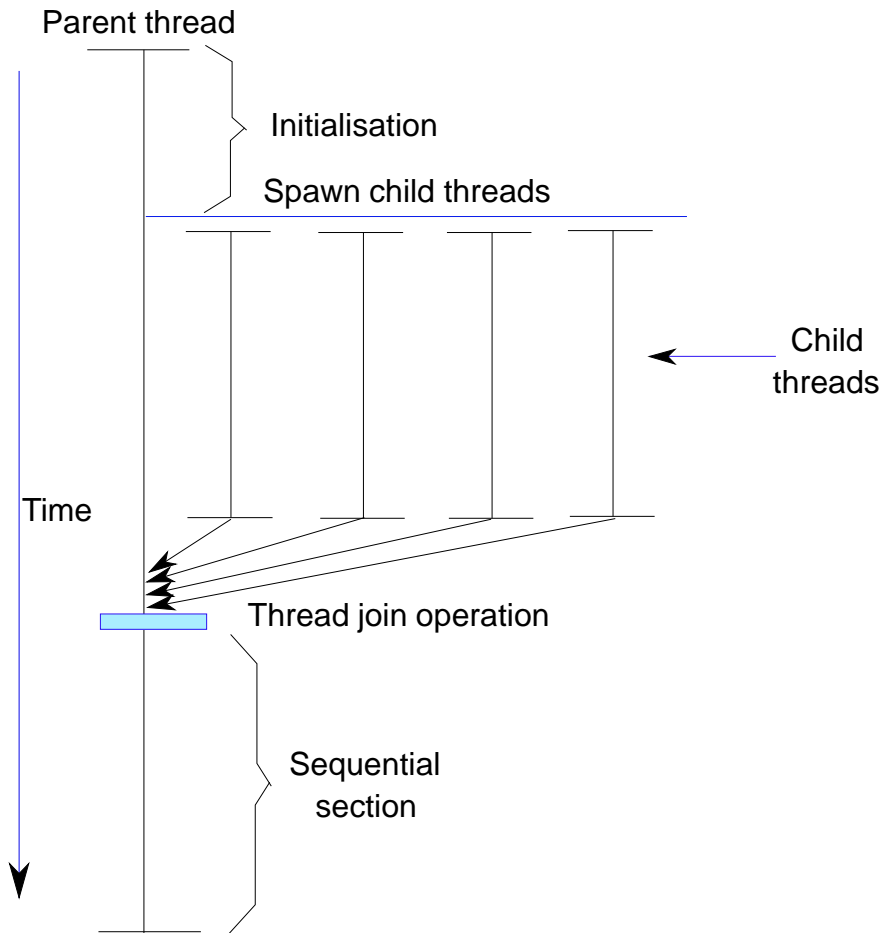 Parent thread
Initialisation
Spawn child threads
Child
threads
Time
Thread join operation
Sequential
section